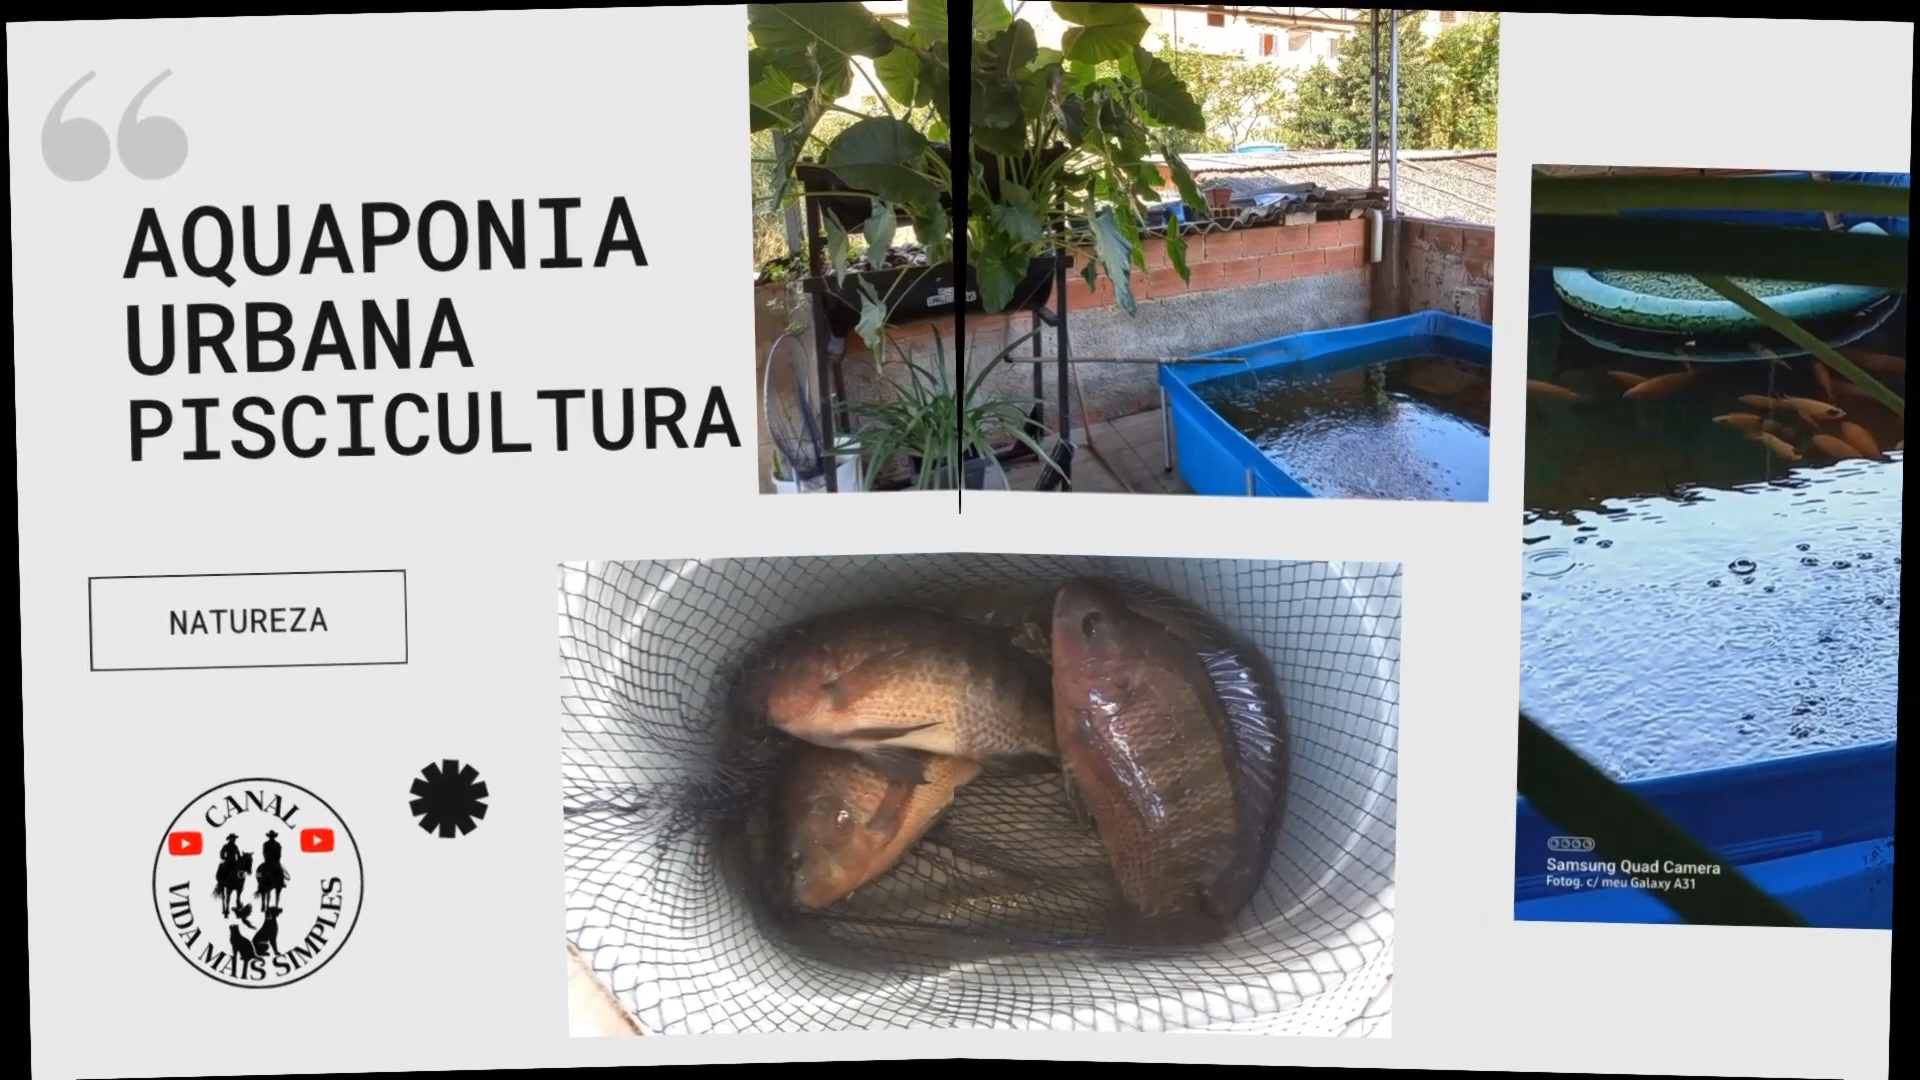 AQUAPONIA
URBANA
PISCICULTURA
NATUREZA
CANAL
VIDA MAIS SIMPLES
Samsung Quad Camera
Fotog. c/ meu Galaxy A31